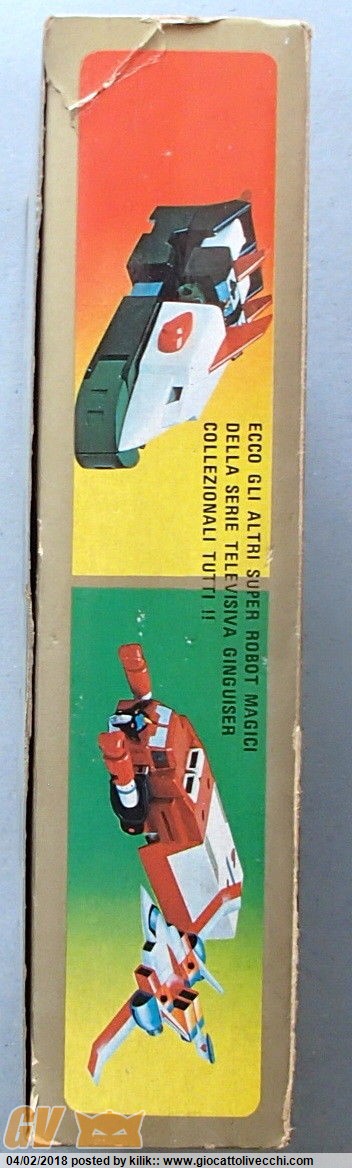 ECCO GLI ALTRI SUPER ROBOT MAGICI
DELLA SERIE TELEVISIVA GINGUISER
COLLEZIONALI TUTTI !!
GV
04/02/2018 posted by kilik:: www.giocattolivecchi.com